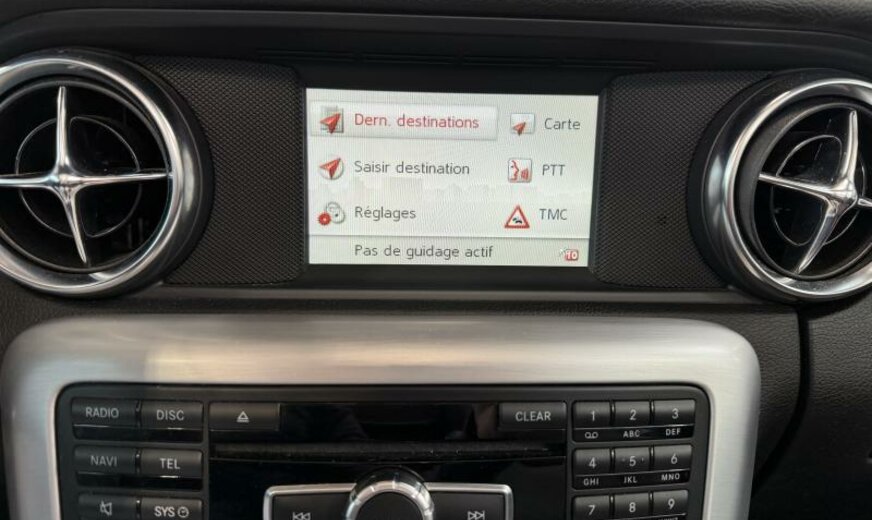 Dern. destinations
Carte
Saisir destination
PTT
Réglages
TMC
Pas de guidage actif
10
RADIO DISC CLEAR 1 2 3
ABC DEF
NAVI TEL 4 5 6
GHI JKL MNO
SYS 7 8 9